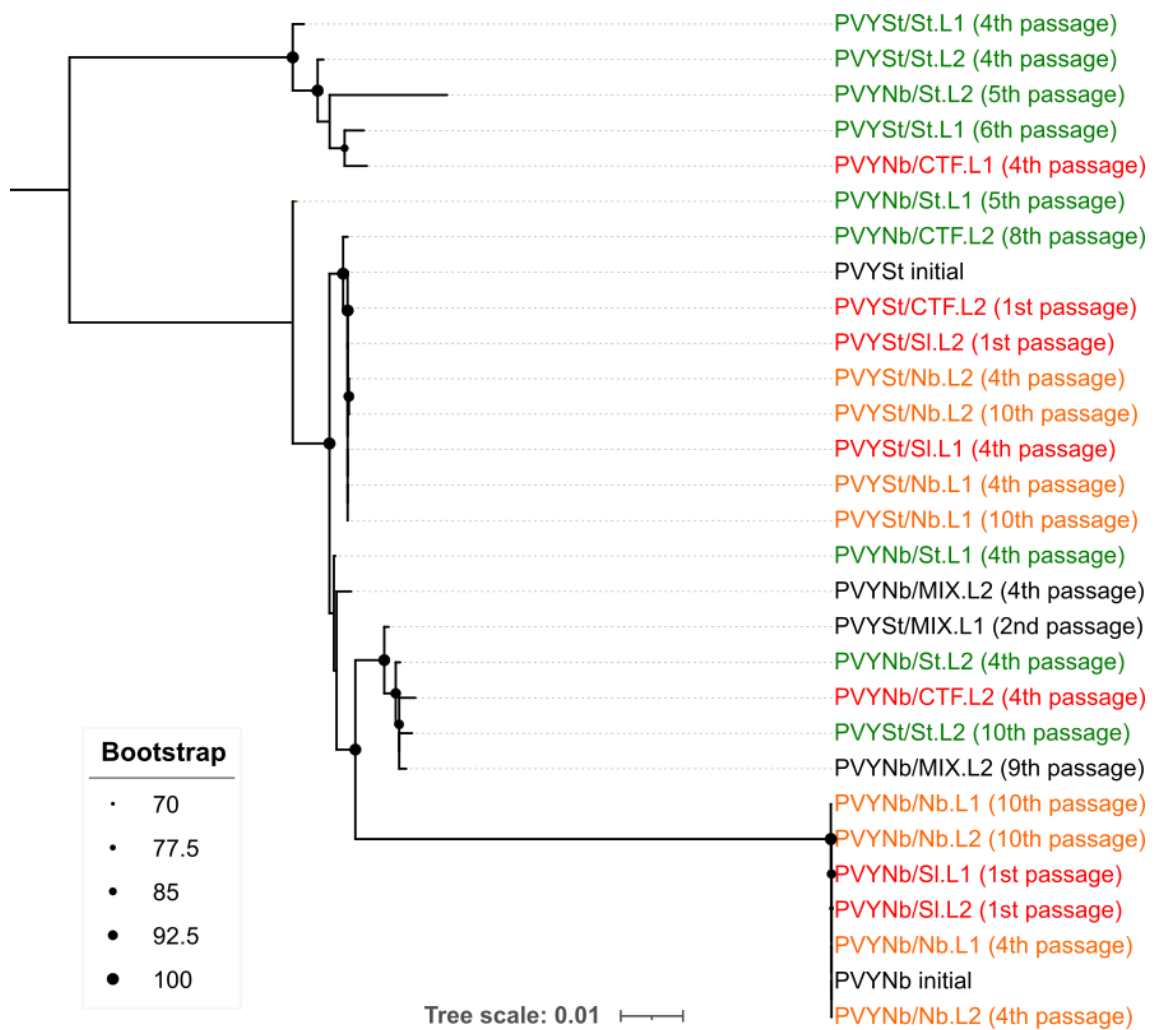 PVYSt/St.L1 (4th passage)
PVYSt/St.L2 (4th passage)
PVYNb/St.L2 (5th passage)
PVYSt/St.L1 (6th passage)
PVYNb/CTF.L1 (4th passage)
PVYNb/St.L1 (5th passage)
PVYNb/CTF.L2 (8th passage)
PVYSt initial
PVYSt/CTF.L2 (1st passage)
PVYSt/Sl.L2 (1st passage)
PVYSt/Nb.L2 (4th passage)
PVYSt/Nb.L2 (10th passage)
PVYSt/Sl.L1 (4th passage)
PVYSt/Nb.L1 (4th passage)
PVYSt/Nb.L1 (10th passage)
PVYNb/St.L1 (4th passage)
PVYNb/MIX.L2 (4th passage)
PVYSt/MIX.L1 (2nd passage)
PVYNb/St.L2 (4th passage)
PVYNb/CTF.L2 (4th passage)
PVYSt/St.L2 (10th passage)
PVYNb/MIX.L2 (9th passage)
PVYNb/Nb.L1 (10th passage)
PVYNb/Nb.L2 (10th passage)
PVYNb/Sl.L1 (1st passage)
PVYNb/Sl.L2 (1st passage)
PVYNb/Nb.L1 (4th passage)
PVYNb initial
PVYNb/Nb.L2 (4th passage)
Bootstrap
70
77.5
85
92.5
100
Tree scale: 0.01